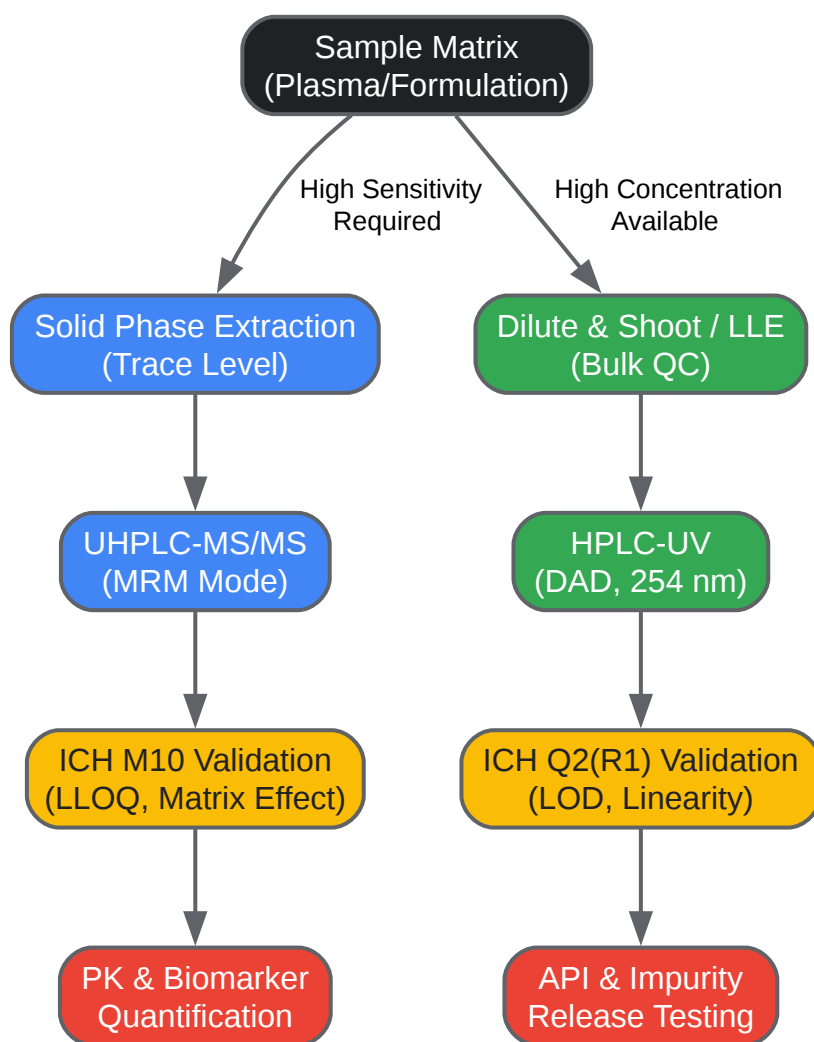 Sample Matrix
(Plasma/Formulation)
High Sensitivity
Required
High Concentration
Available
Solid Phase Extraction
(Trace Level)
Dilute & Shoot / LLE
(Bulk QC)
UHPLC-MS/MS
(MRM Mode)
HPLC-UV
(DAD, 254 nm)
ICH M10 Validation
(LLOQ, Matrix Effect)
ICH Q2(R1) Validation
(LOD, Linearity)
PK & Biomarker
Quantification
API & Impurity
Release Testing